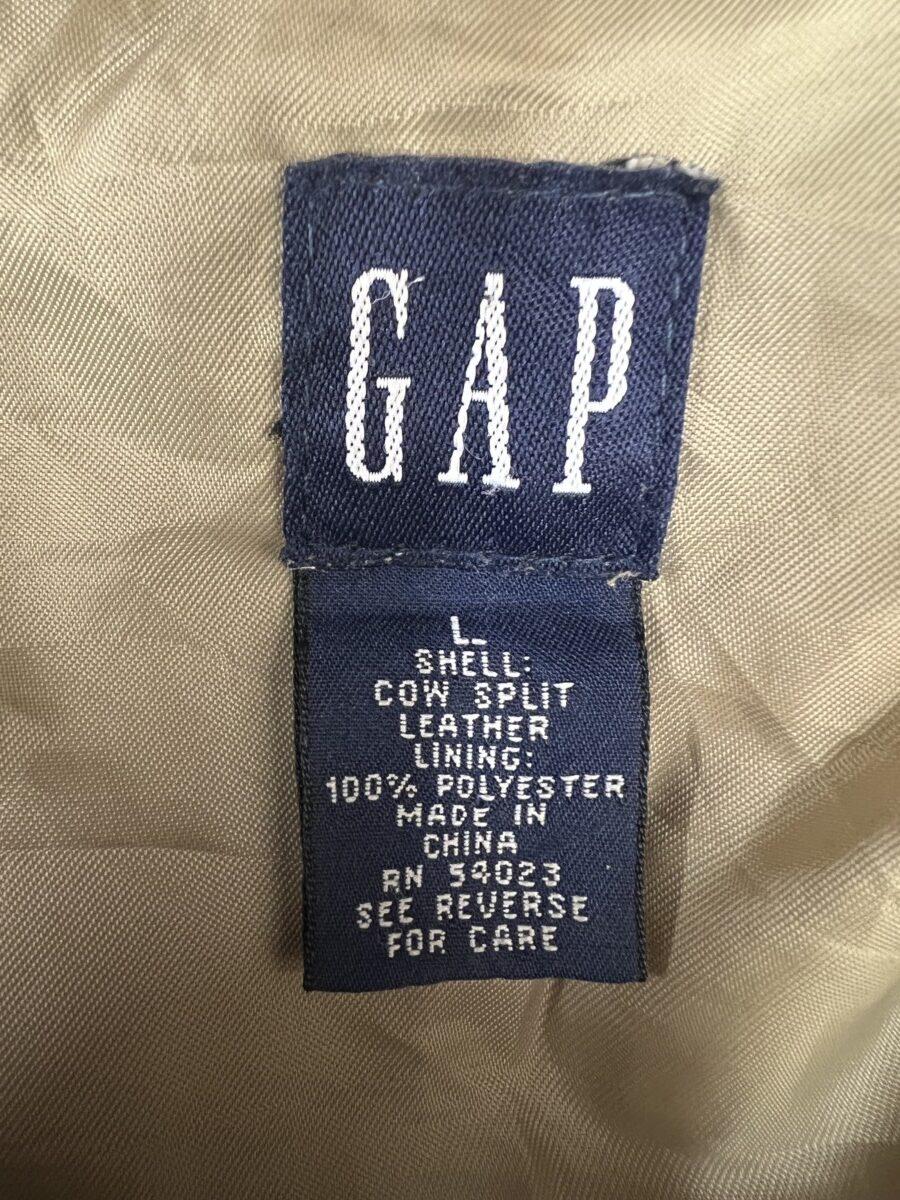 GAP
L
SHELL:
COW SPLIT
LEATHER
LINING:
100% POLYESTER
MADE IN
CHINA
RN 54023
SEE REVERSE
FOR CARE